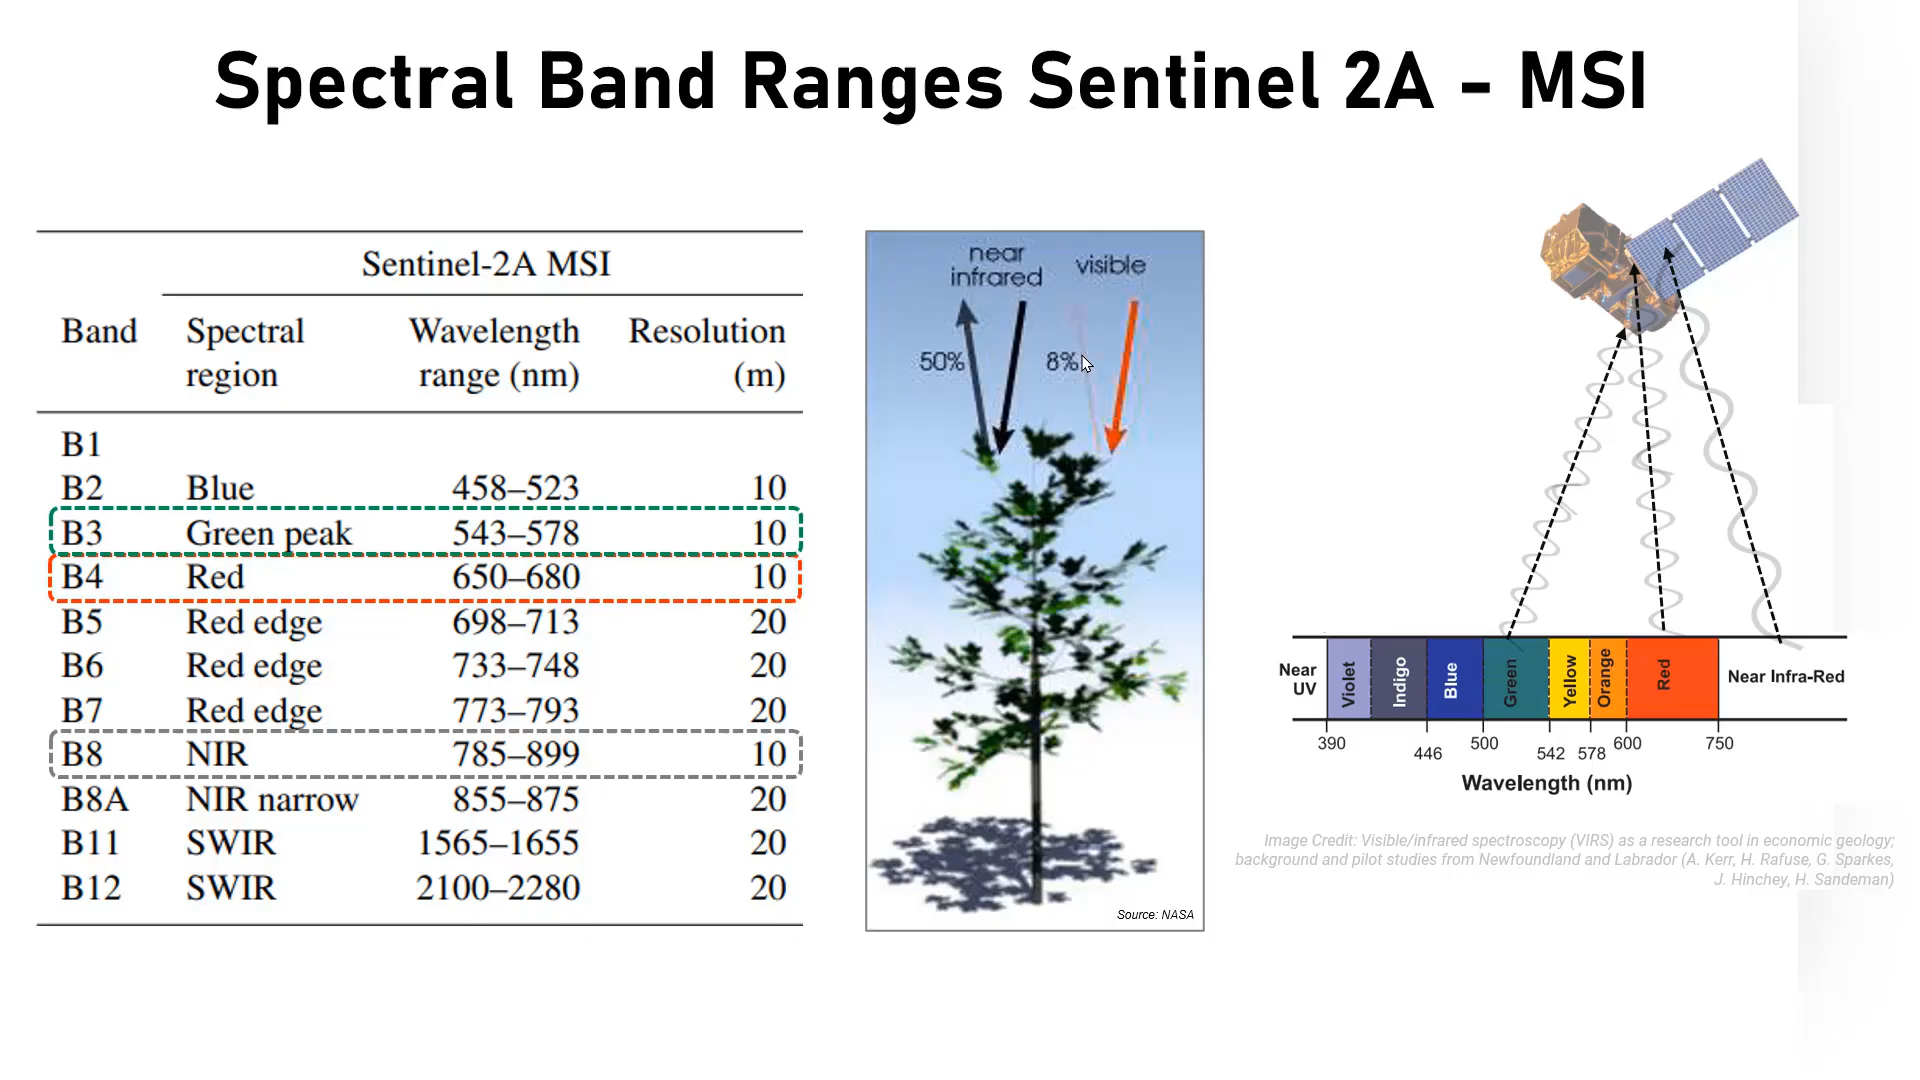 Spectral Band Ranges Sentinel 2A - MSI
Sentinel-2A MSI
Band Spectral region Wavelength range (nm) Resolution (m)
B1
B2 Blue 458–523 10
B3 Green peak 543–578 10
B4 Red 650–680 10
B5 Red edge 698–713 20
B6 Red edge 733–748 20
B7 Red edge 773–793 20
B8 NIR 785–899 10
B8A NIR narrow 855–875 20
B11 SWIR 1565–1655 20
B12 SWIR 2100–2280 20
near
infrared
visible
50%
8%
Source: NASA
Near
UV
Violet
Indigo
Blue
Green
Yellow
Orange
Red
Near Infra-Red
390 446 500 542 578 600 750
Wavelength (nm)
Image Credit: Visible/infrared spectroscopy (VIRS) as a research tool in economic geology;
background and pilot studies from Newfoundland and Labrador (A. Kerr, H. Rafuse, G. Sparkes,
J. Hinchey, H. Sandeman)